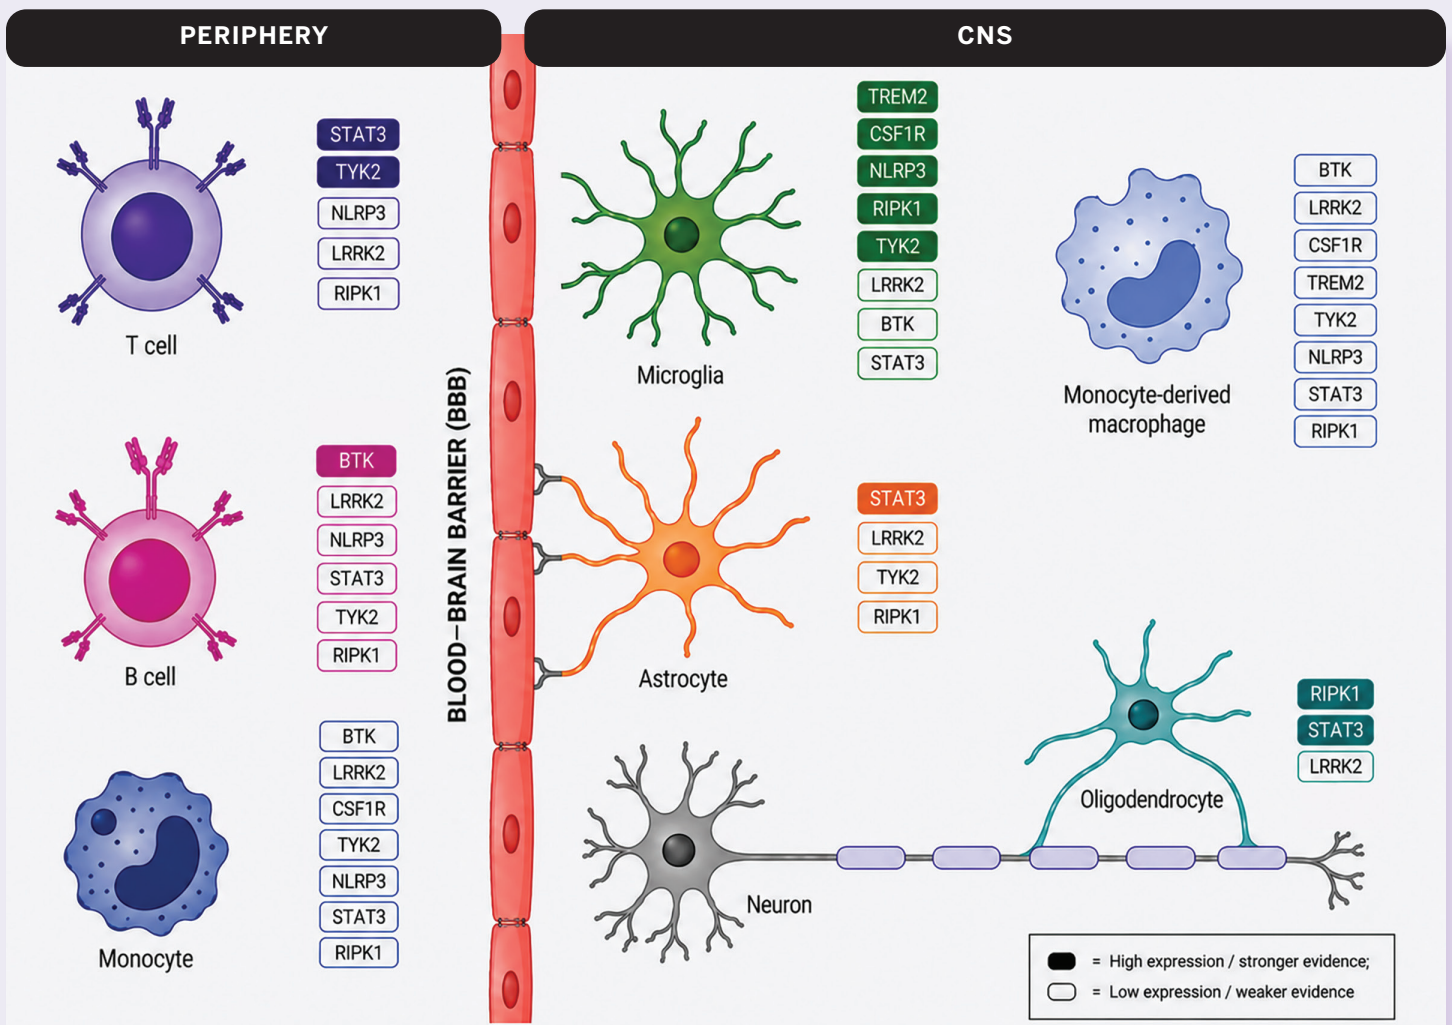 PERIPHERY
CNS
STAT3
TYK2
NLRP3
LRRK2
RIPK1
T cell
BTK
LRRK2
NLRP3
STAT3
TYK2
RIPK1
B cell
BTK
LRRK2
CSF1R
TYK2
NLRP3
STAT3
RIPK1
Monocyte
BLOOD–BRAIN BARRIER (BBB)
TREM2
CSF1R
NLRP3
RIPK1
TYK2
LRRK2
BTK
STAT3
Microglia
BTK
LRRK2
CSF1R
TREM2
TYK2
NLRP3
STAT3
RIPK1
Monocyte-derived
macrophage
STAT3
LRRK2
TYK2
RIPK1
Astrocyte
RIPK1
STAT3
LRRK2
Oligodendrocyte
Neuron
= High expression / stronger evidence;
= Low expression / weaker evidence